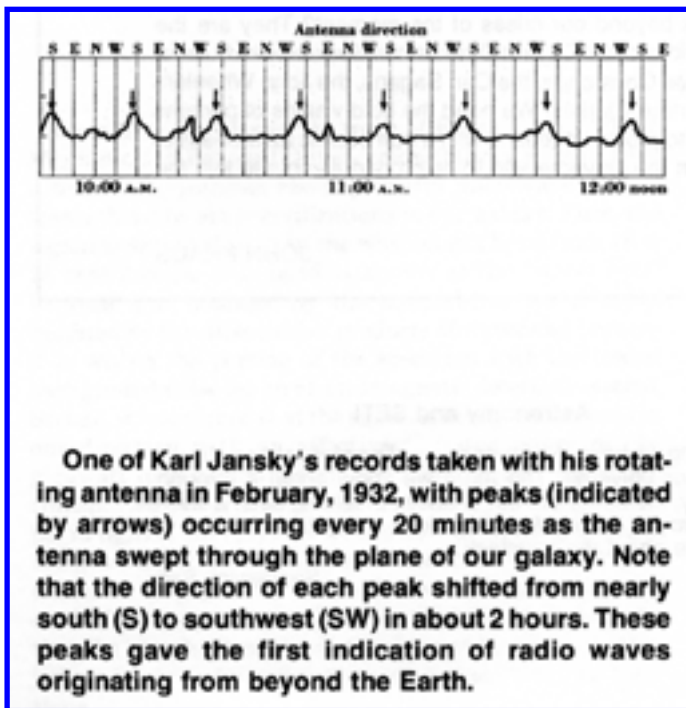 Antenna direction
S E N W S E N W S E N W S E N W S E N W S E N W S E N W S E
10:00 A.M. 11:00 A.M. 12:00 noon
One of Karl Jansky's records taken with his rotat-
ing antenna in February, 1932, with peaks (indicated
by arrows) occurring every 20 minutes as the an-
tenna swept through the plane of our galaxy. Note
that the direction of each peak shifted from nearly
south (S) to southwest (SW) in about 2 hours. These
peaks gave the first indication of radio waves
originating from beyond the Earth.